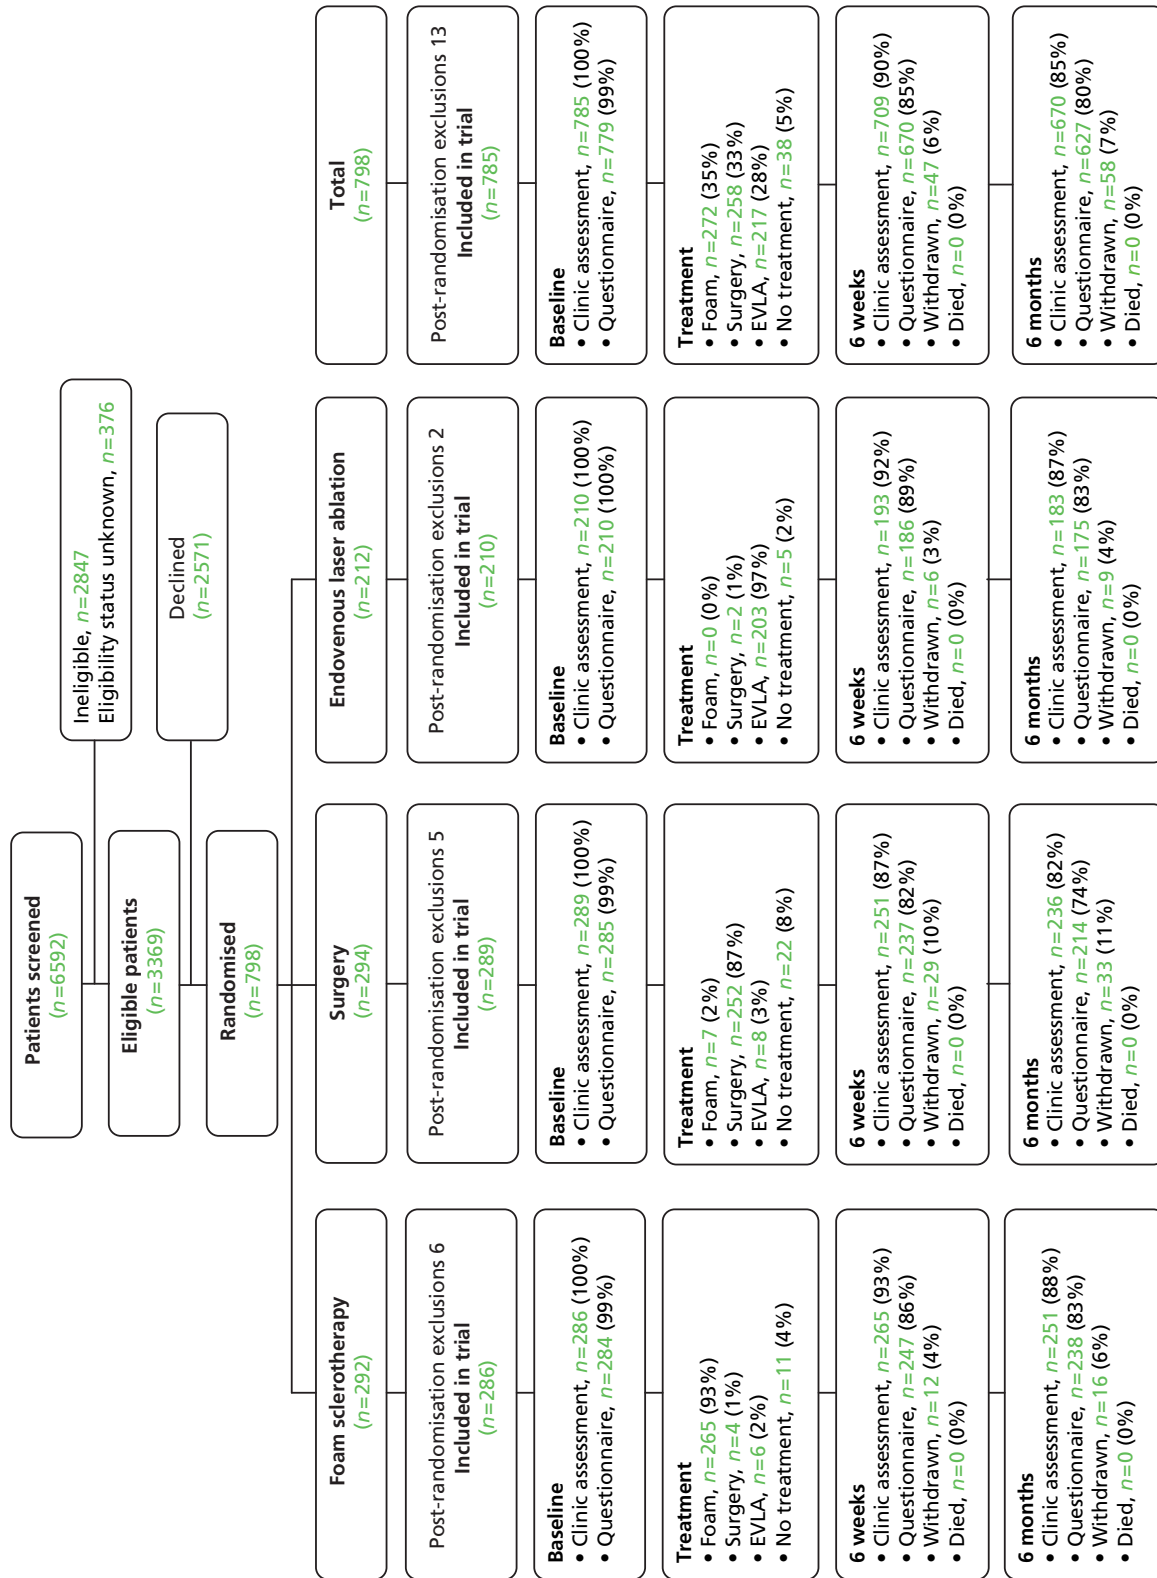 Patients screened
(n=6592)
Ineligible, n=2847
Eligibility status unknown, n=376
Eligible patients
(n=3369)
Declined
(n=2571)
Randomised
(n=798)
Foam sclerotherapy
(n=292)
Post-randomisation exclusions 6
Included in trial
(n=286)
Baseline
• Clinic assessment, n=286 (100%)
• Questionnaire, n=284 (99%)
Treatment
• Foam, n=265 (93%)
• Surgery, n=4 (1%)
• EVLA, n=6 (2%)
• No treatment, n=11 (4%)
6 weeks
• Clinic assessment, n=265 (93%)
• Questionnaire, n=247 (86%)
• Withdrawn, n=12 (4%)
• Died, n=0 (0%)
6 months
• Clinic assessment, n=251 (88%)
• Questionnaire, n=238 (83%)
• Withdrawn, n=16 (6%)
• Died, n=0 (0%)
Surgery
(n=294)
Post-randomisation exclusions 5
Included in trial
(n=289)
Baseline
• Clinic assessment, n=289 (100%)
• Questionnaire, n=285 (99%)
Treatment
• Foam, n=7 (2%)
• Surgery, n=252 (87%)
• EVLA, n=8 (3%)
• No treatment, n=22 (8%)
6 weeks
• Clinic assessment, n=251 (87%)
• Questionnaire, n=237 (82%)
• Withdrawn, n=29 (10%)
• Died, n=0 (0%)
6 months
• Clinic assessment, n=236 (82%)
• Questionnaire, n=214 (74%)
• Withdrawn, n=33 (11%)
• Died, n=0 (0%)
Endovenous laser ablation
(n=212)
Post-randomisation exclusions 2
Included in trial
(n=210)
Baseline
• Clinic assessment, n=210 (100%)
• Questionnaire, n=210 (100%)
Treatment
• Foam, n=0 (0%)
• Surgery, n=2 (1%)
• EVLA, n=203 (97%)
• No treatment, n=5 (2%)
6 weeks
• Clinic assessment, n=193 (92%)
• Questionnaire, n=186 (89%)
• Withdrawn, n=6 (3%)
• Died, n=0 (0%)
6 months
• Clinic assessment, n=183 (87%)
• Questionnaire, n=175 (83%)
• Withdrawn, n=9 (4%)
• Died, n=0 (0%)
Total
(n=798)
Post-randomisation exclusions 13
Included in trial
(n=785)
Baseline
• Clinic assessment, n=785 (100%)
• Questionnaire, n=779 (99%)
Treatment
• Foam, n=272 (35%)
• Surgery, n=258 (33%)
• EVLA, n=217 (28%)
• No treatment, n=38 (5%)
6 weeks
• Clinic assessment, n=709 (90%)
• Questionnaire, n=670 (85%)
• Withdrawn, n=47 (6%)
• Died, n=0 (0%)
6 months
• Clinic assessment, n=670 (85%)
• Questionnaire, n=627 (80%)
• Withdrawn, n=58 (7%)
• Died, n=0 (0%)